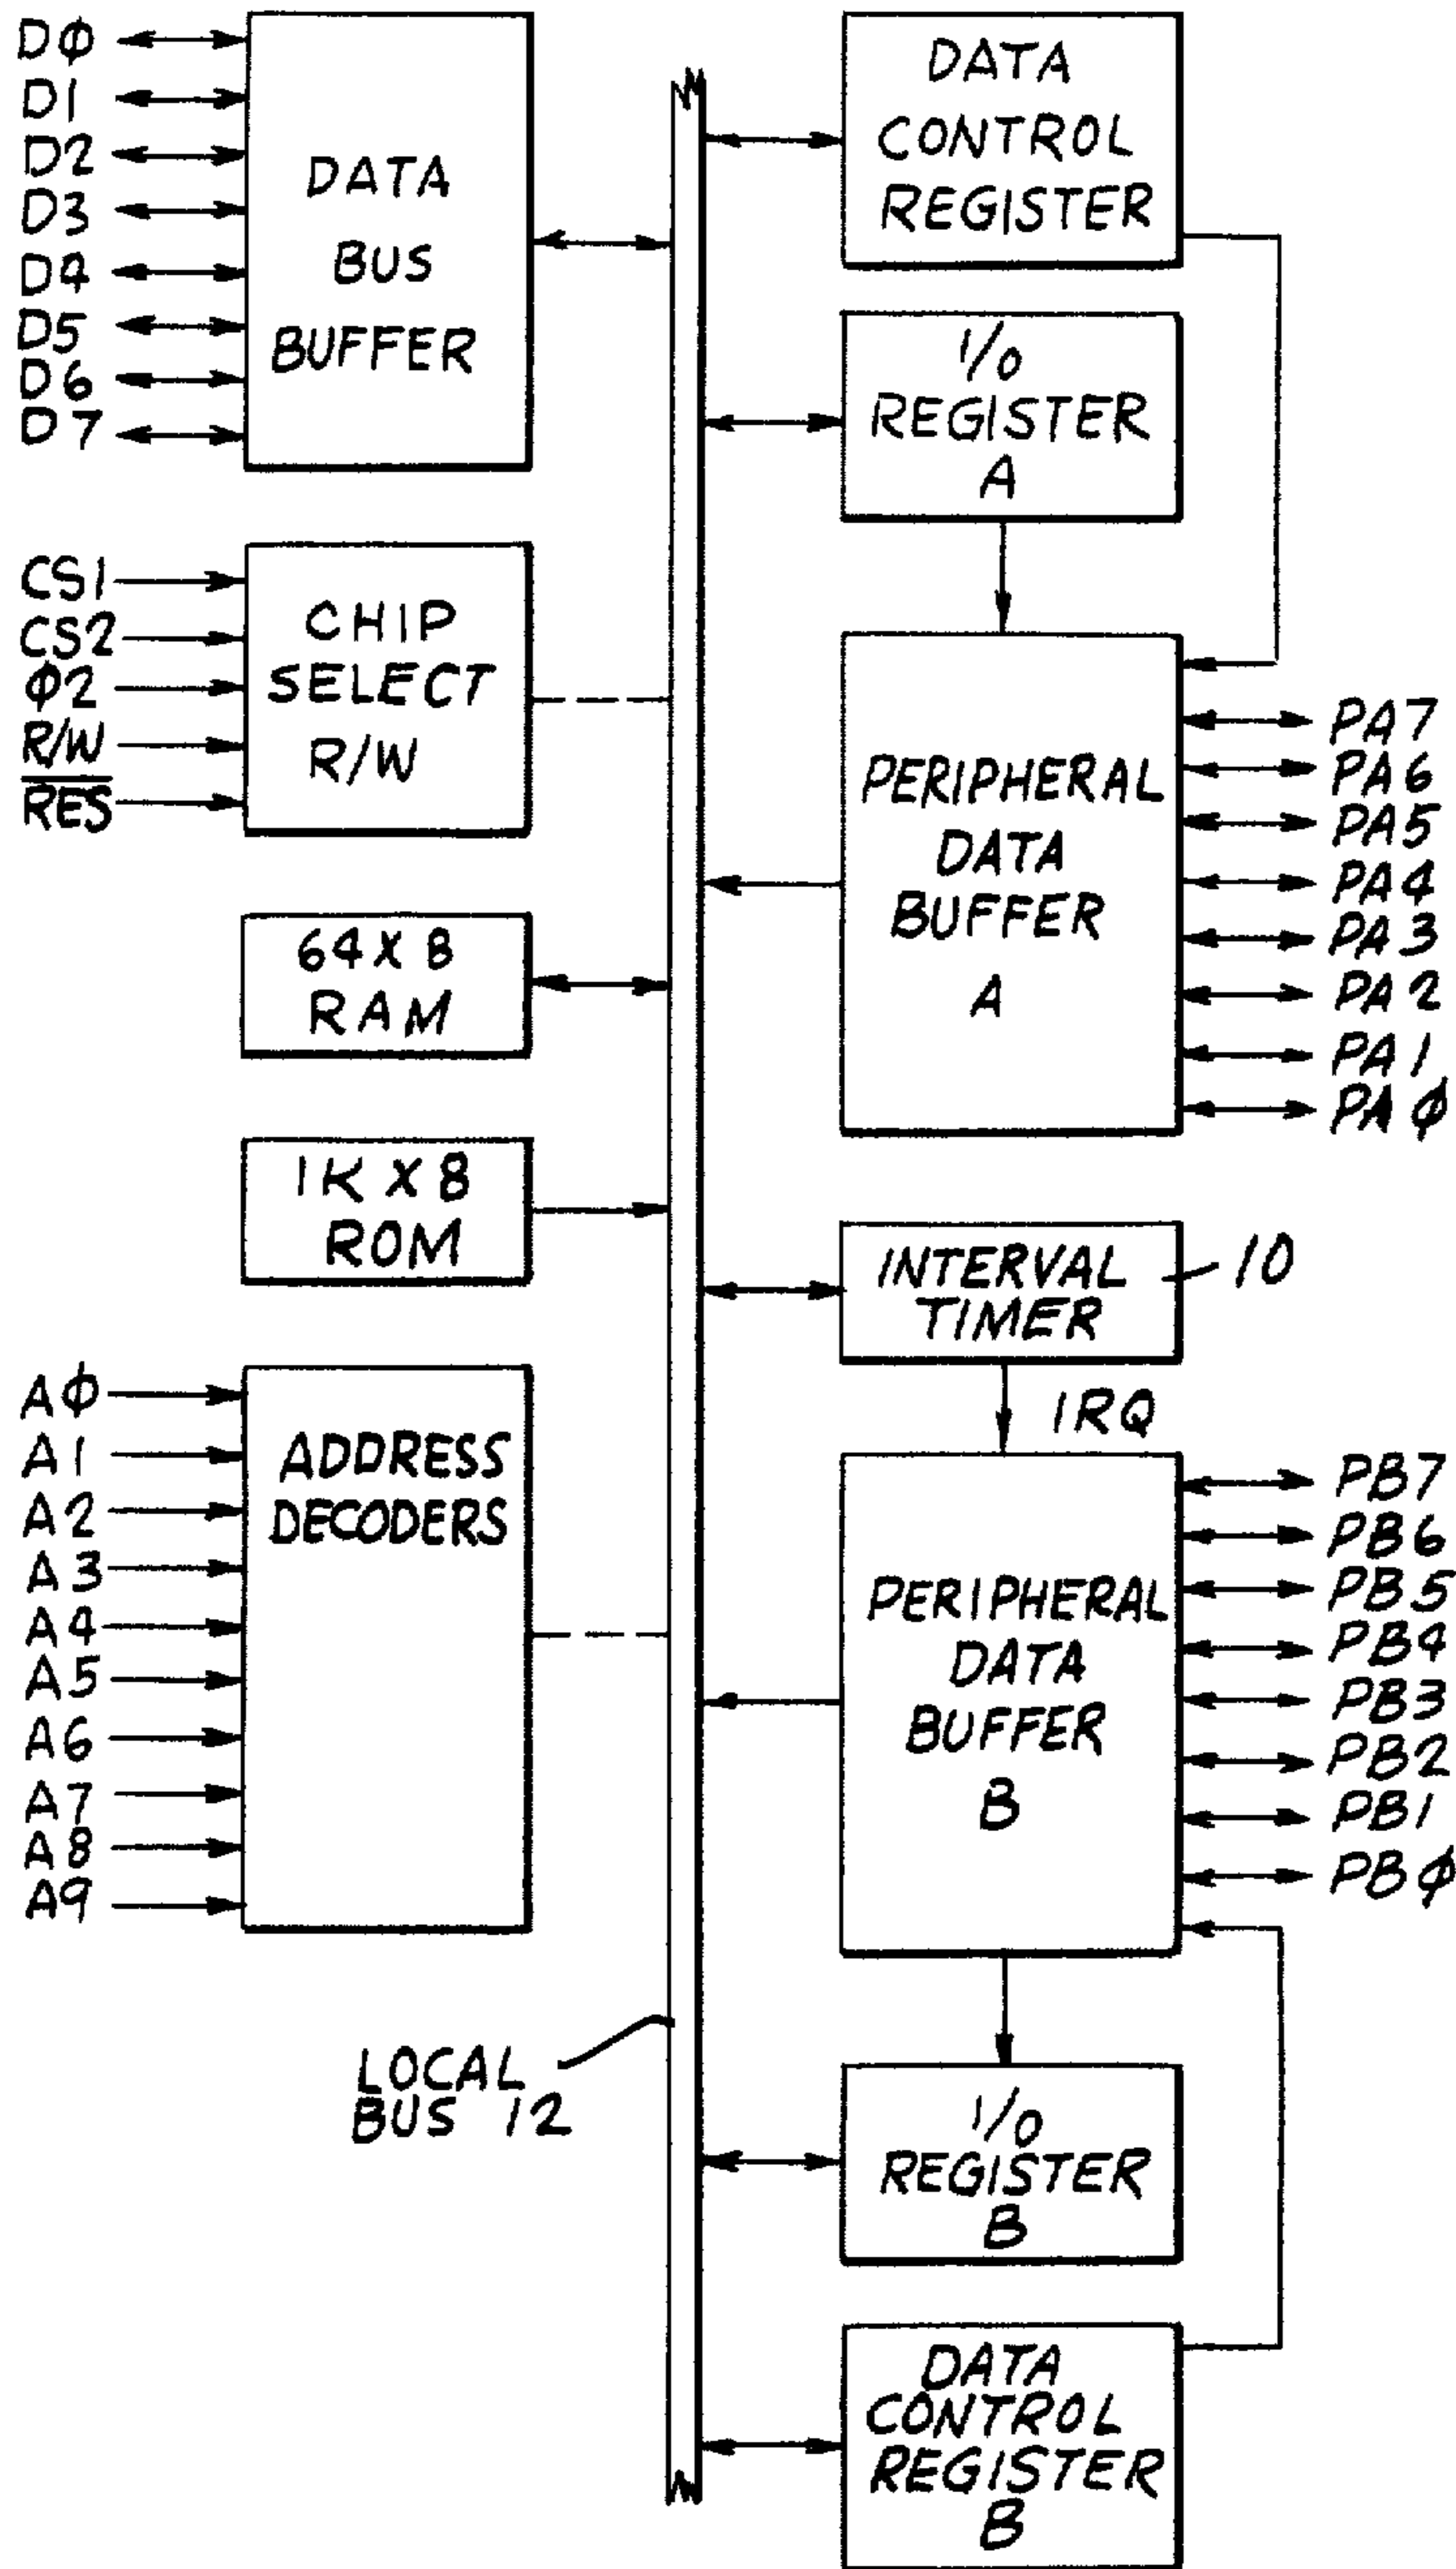 DØ
D1
D2
D3
D4
D5
D6
D7
DATA
BUS
BUFFER
CS1
CS2
Φ2
R/W
R̅E̅S̅
CHIP
SELECT
R/W
64 X 8
RAM
1K X 8
ROM
AØ
A1
A2
A3
A4
A5
A6
A7
A8
A9
ADDRESS
DECODERS
LOCAL
BUS 12
DATA
CONTROL
REGISTER
I/O
REGISTER
A
PERIPHERAL
DATA
BUFFER
A
PA7
PA6
PA5
PA4
PA3
PA2
PA1
PAØ
INTERVAL
TIMER
10
IRQ
PERIPHERAL
DATA
BUFFER
B
PB7
PB6
PB5
PB4
PB3
PB2
PB1
PBØ
I/O
REGISTER
B
DATA
CONTROL
REGISTER
B